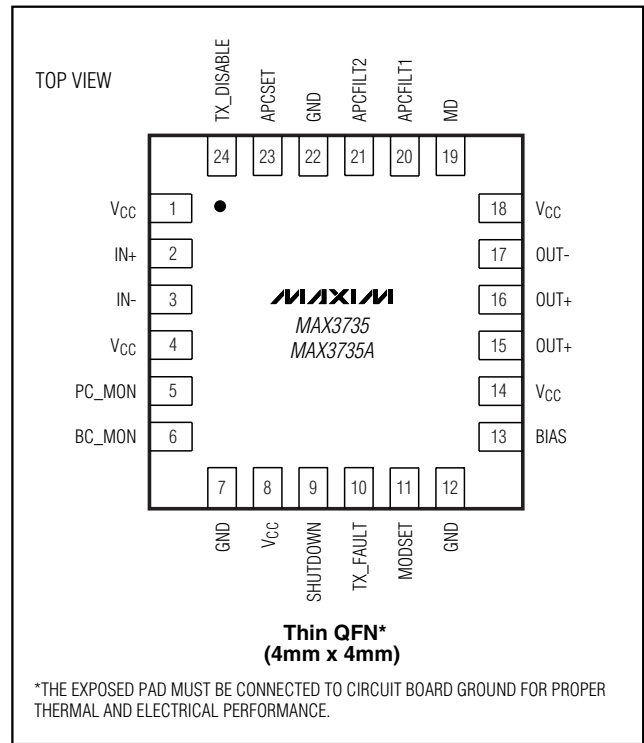 TOP VIEW
TX_DISABLE
APCSET
GND
APCFILT2
APCFILT1
MD
24
23
22
21
20
19
VCC 1
IN+ 2
IN- 3
VCC 4
PC_MON 5
BC_MON 6
MAXIM
MAX3735
MAX3735A
18 VCC
17 OUT-
16 OUT+
15 OUT+
14 VCC
13 BIAS
7
8
9
10
11
12
GND
VCC
SHUTDOWN
TX_FAULT
MODSET
GND
Thin QFN*
(4mm x 4mm)
*THE EXPOSED PAD MUST BE CONNECTED TO CIRCUIT BOARD GROUND FOR PROPER
THERMAL AND ELECTRICAL PERFORMANCE.